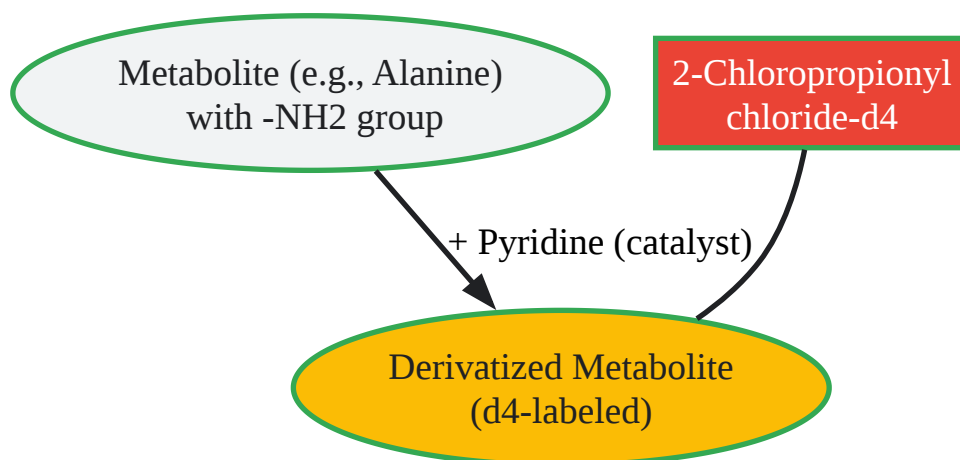 Metabolite (e.g., Alanine)
with -NH2 group
2-Chloropropionyl
chloride-d4
+ Pyridine (catalyst)
Derivatized Metabolite
(d4-labeled)